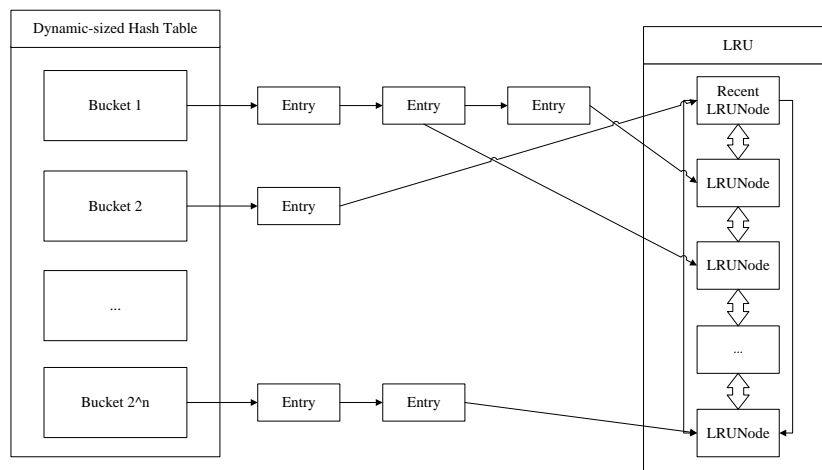 Dynamic-sized Hash Table
LRU
Bucket 1
Entry
Entry
Entry
Recent
LRUNode
Bucket 2
Entry
LRUNode
LRUNode
...
...
Bucket 2^n
Entry
Entry
LRUNode